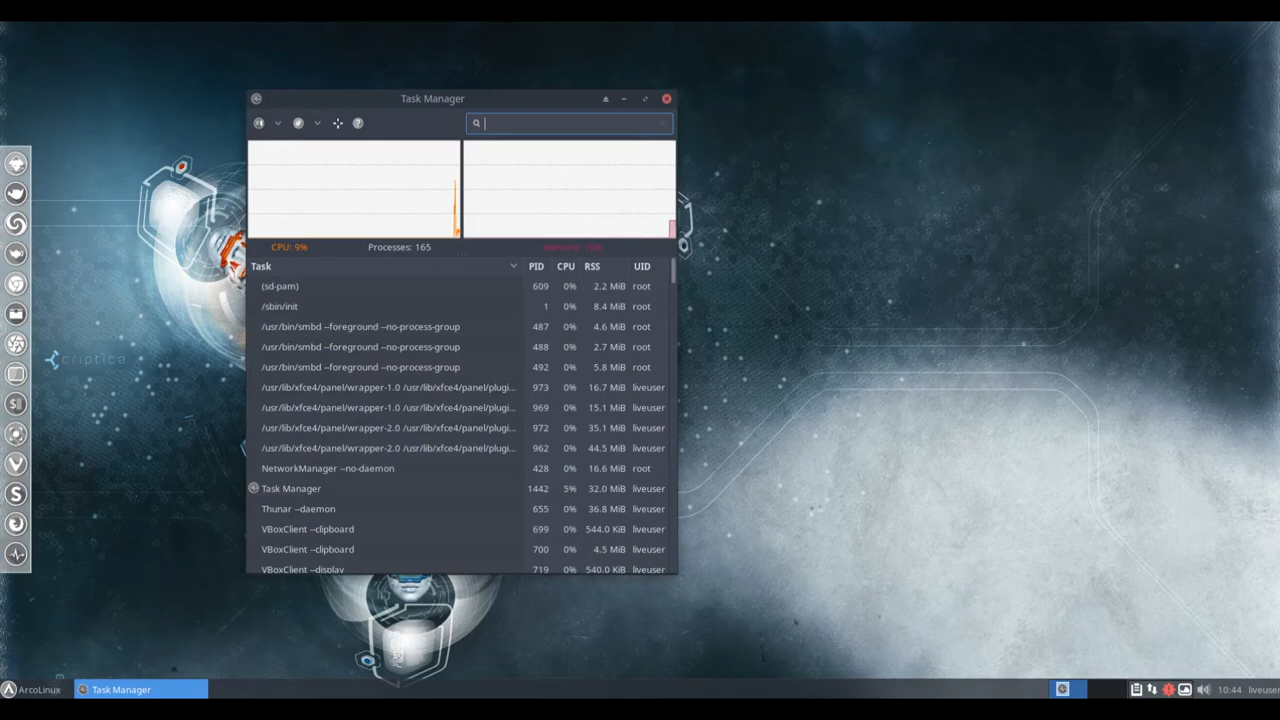 Task Manager
CPU: 9% Processes: 165
Task PID CPU RSS UID
(sd-pam) 609 0% 2.2 MiB root
/sbin/init 1 0% 8.4 MiB root
/usr/bin/smbd --foreground --no-process-group 487 0% 4.6 MiB root
/usr/bin/smbd --foreground --no-process-group 488 0% 2.7 MiB root
/usr/bin/smbd --foreground --no-process-group 492 0% 5.8 MiB root
/usr/lib/xfce4/panel/wrapper-1.0 /usr/lib/xfce4/panel/plugi... 973 0% 16.7 MiB liveuser
/usr/lib/xfce4/panel/wrapper-1.0 /usr/lib/xfce4/panel/plugi... 969 0% 15.1 MiB liveuser
/usr/lib/xfce4/panel/wrapper-2.0 /usr/lib/xfce4/panel/plugi... 972 0% 35.1 MiB liveuser
/usr/lib/xfce4/panel/wrapper-2.0 /usr/lib/xfce4/panel/plugi... 962 0% 44.5 MiB liveuser
NetworkManager --no-daemon 428 0% 16.6 MiB root
Task Manager 1442 5% 32.0 MiB liveuser
Thunar --daemon 655 0% 36.8 MiB liveuser
VBoxClient --clipboard 699 0% 544.0 KiB liveuser
VBoxClient --clipboard 700 0% 4.5 MiB liveuser
VBoxClient --display 719 0% 540.0 KiB liveuser
criptica
ArcoLinux Task Manager 10:44 liveuser